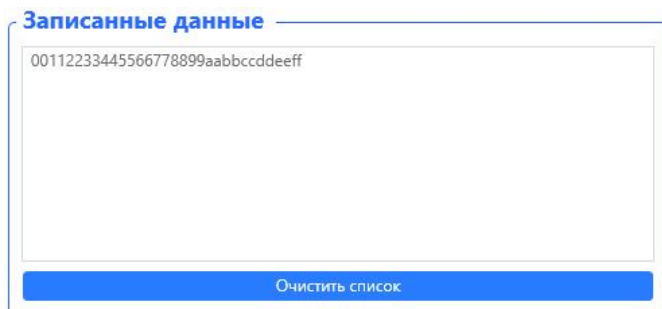 Записанные данные
00112233445566778899aabbccddeeff
Очистить список